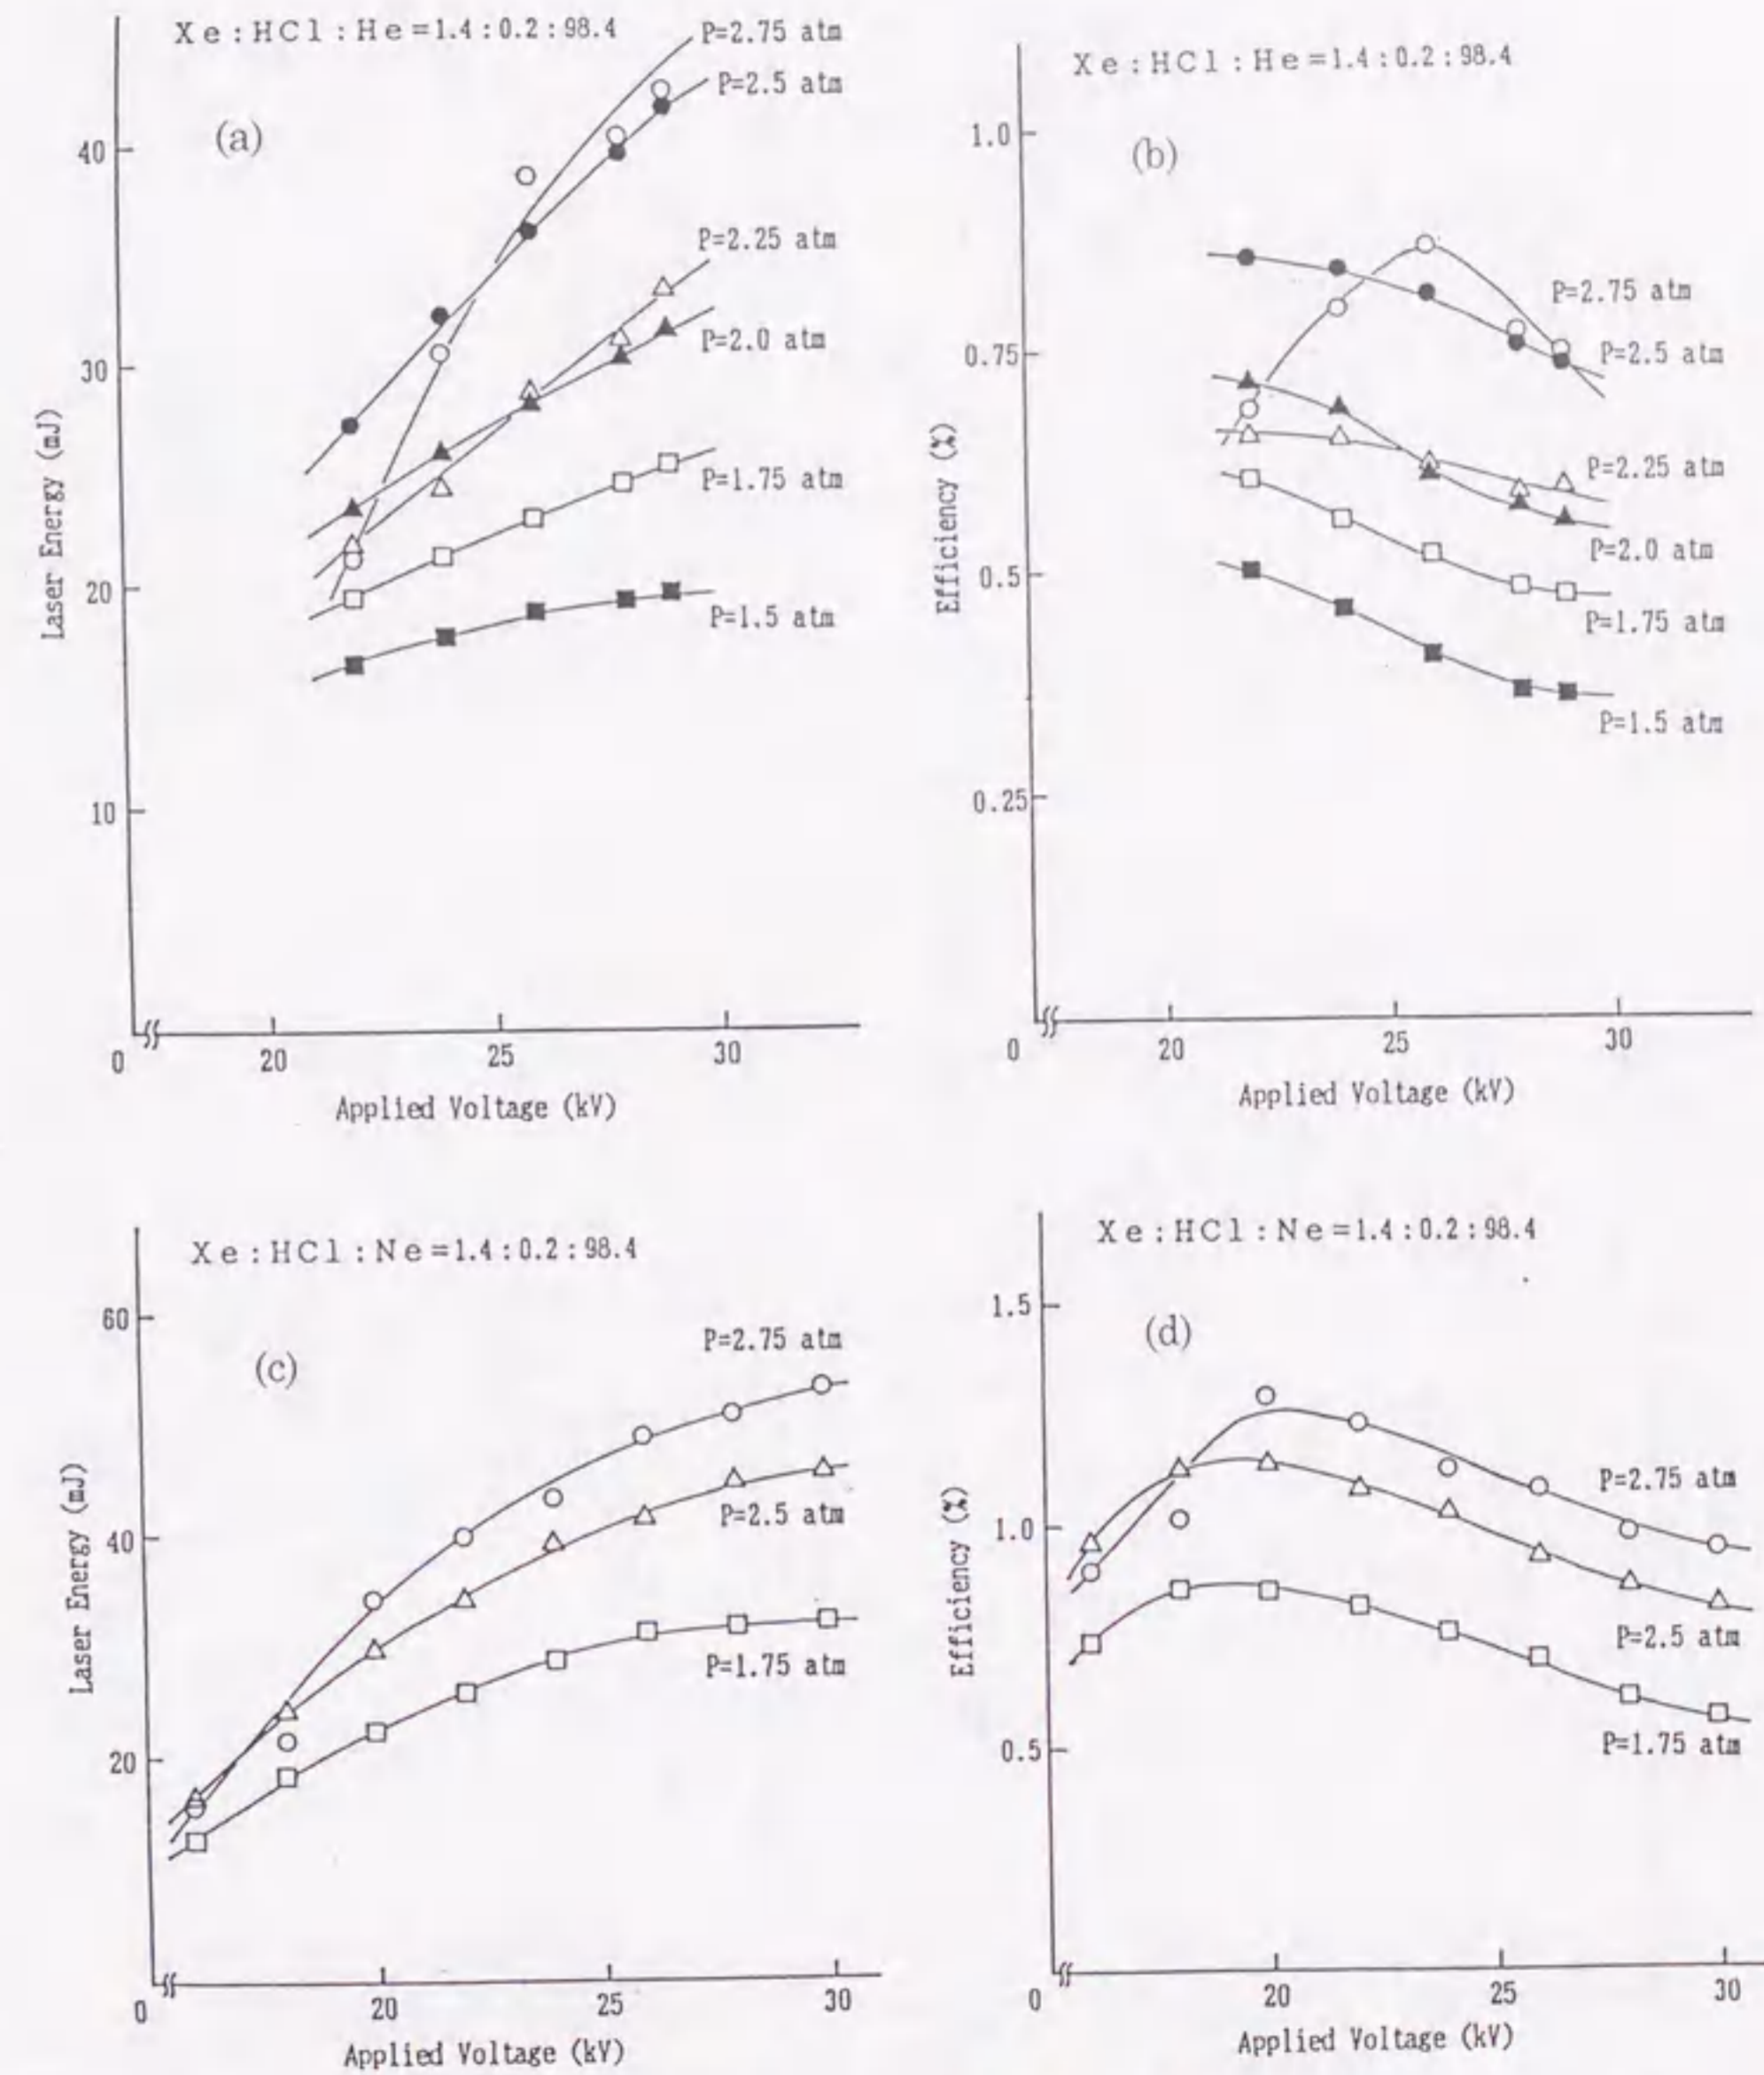 Xe:HCl:He=1.4:0.2:98.4
(a)
P=2.75 atm
P=2.5 atm
P=2.25 atm
P=2.0 atm
P=1.75 atm
P=1.5 atm
40
30
20
10
0
20
25
30
Laser Energy (mJ)
Applied Voltage (kV)
Xe:HCl:He=1.4:0.2:98.4
(b)
P=2.75 atm
P=2.5 atm
P=2.25 atm
P=2.0 atm
P=1.75 atm
P=1.5 atm
1.0
0.75
0.5
0.25
0
20
25
30
Efficiency (%)
Applied Voltage (kV)
Xe:HCl:Ne=1.4:0.2:98.4
(c)
P=2.75 atm
P=2.5 atm
P=1.75 atm
60
40
20
0
20
25
30
Laser Energy (mJ)
Applied Voltage (kV)
Xe:HCl:Ne=1.4:0.2:98.4
(d)
P=2.75 atm
P=2.5 atm
P=1.75 atm
1.5
1.0
0.5
0
20
25
30
Efficiency (%)
Applied Voltage (kV)